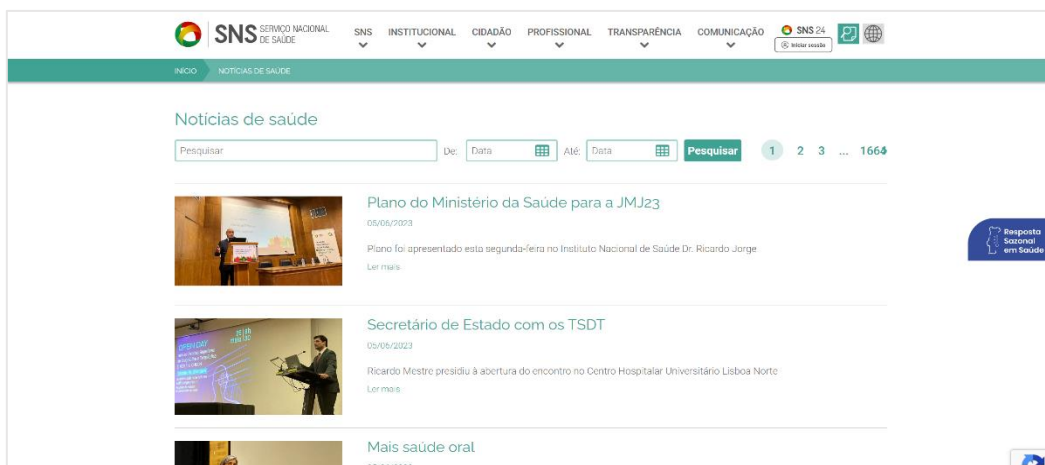 SNS SERVIÇO NACIONAL
DE SAÚDE
SNS INSTITUCIONAL CIDADÃO PROFISSIONAL TRANSPARÊNCIA COMUNICAÇÃO
SNS 24
Iniciar sessão
INÍCIO NOTÍCIAS DE SAÚDE
Notícias de saúde
Pesquisar De: Data Até: Data Pesquisar 1 2 3 ... 1664
Plano do Ministério da Saúde para a JMJ23
05/06/2023
Plano foi apresentado esta segunda-feira no Instituto Nacional de Saúde Dr. Ricardo Jorge
Ler mais
Resposta
Sazonal
em Saúde
OPEN DAY
Secretário de Estado com os TSDT
05/06/2023
Ricardo Mestre presidiu à abertura do encontro no Centro Hospitalar Universitário Lisboa Norte
Ler mais
Mais saúde oral